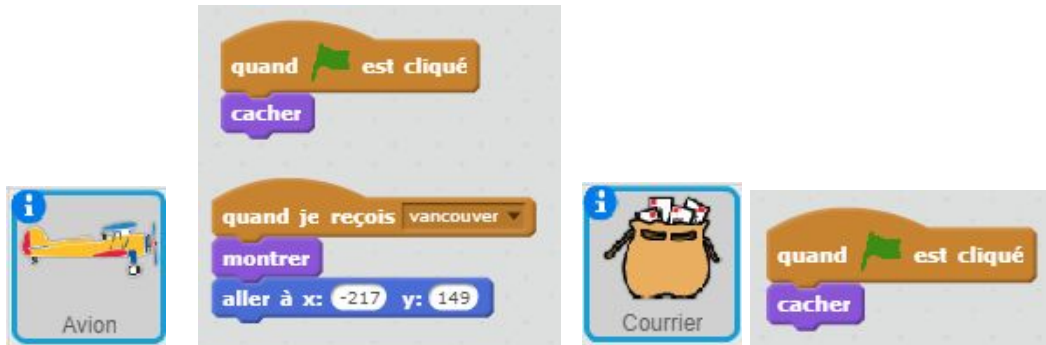 quand est cliqué
cacher
quand je reçois vancouver
montrer
aller à x: -217 y: 149
i
Avion
i
Courrier
quand est cliqué
cacher